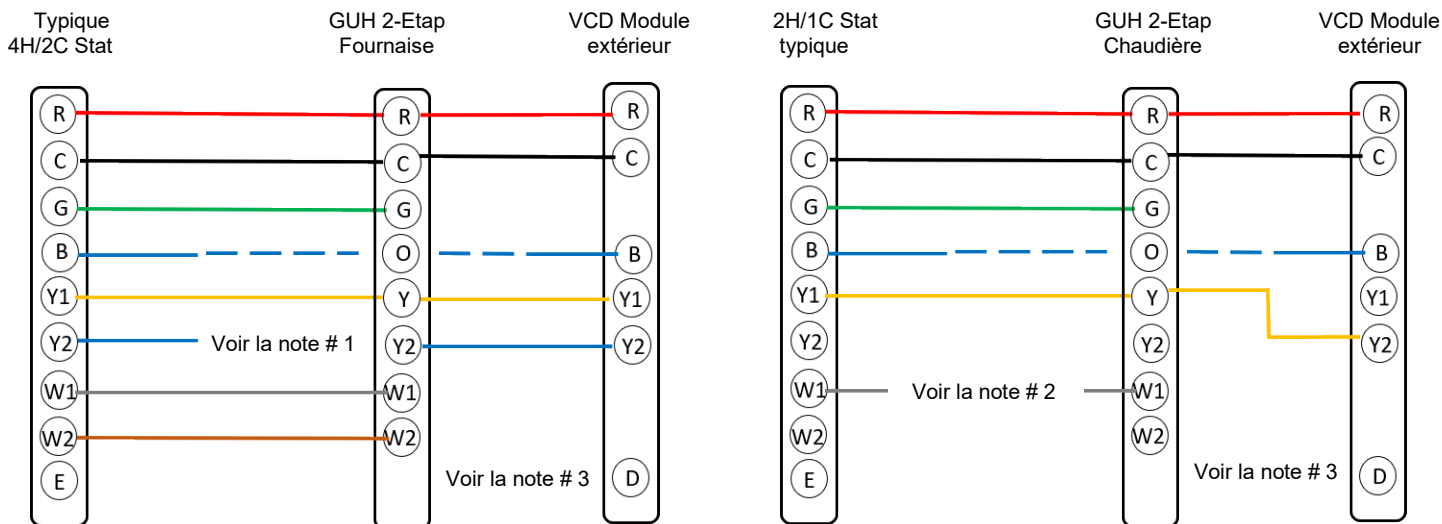 Typique
4H/2C Stat
GUH 2-Etap
Fournaise
VCD Module
extérieur
R
C
G
B
Y1
Y2
W1
W2
E
R
C
G
O
Y
Y2
W1
W2
R
C
B
Y1
Y2
D
Voir la note # 1
Voir la note # 3
2H/1C Stat
typique
GUH 2-Etap
Chaudière
VCD Module
extérieur
R
C
G
B
Y1
Y2
W1
W2
E
R
C
G
O
Y
Y2
W1
W2
R
C
B
Y1
Y2
D
Voir la note # 2
Voir la note # 3